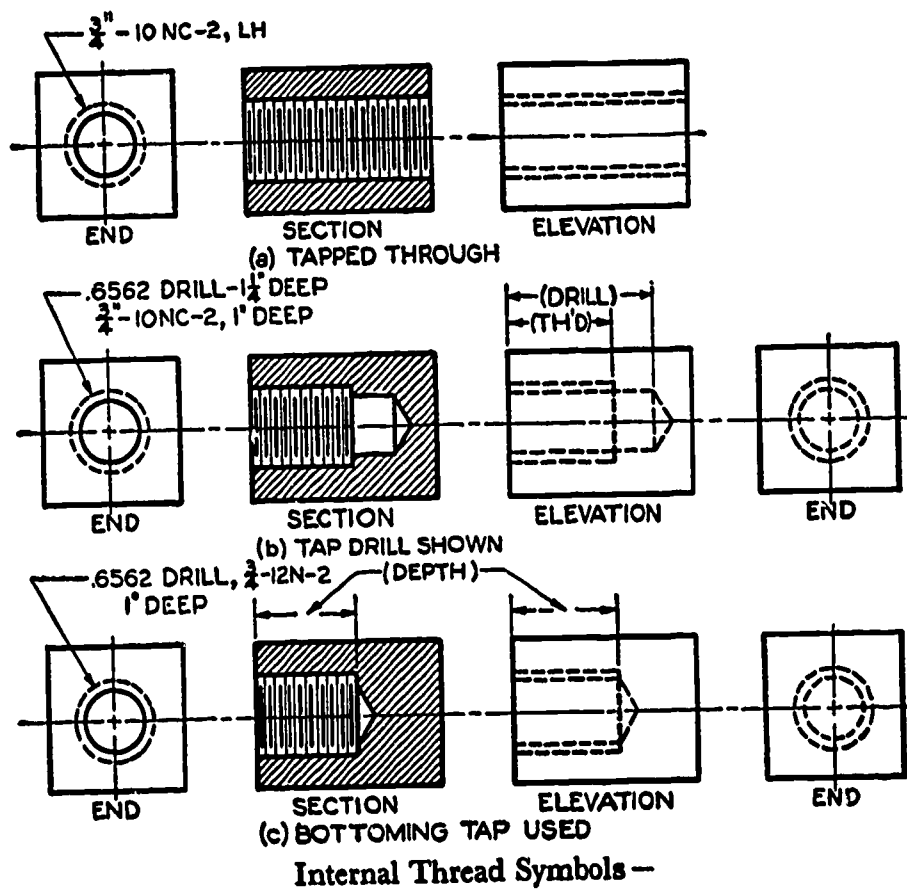 3/4" - 10 NC-2, LH
END
SECTION
ELEVATION
(a) TAPPED THROUGH
.6562 DRILL-1 1/4" DEEP
3/4"-10NC-2, 1" DEEP
(DRILL)
(TH'D)
END
SECTION
ELEVATION
END
(b) TAP DRILL SHOWN
.6562 DRILL, 3/4-12N-2
1" DEEP
(DEPTH)
END
SECTION
ELEVATION
END
(c) BOTTOMING TAP USED
Internal Thread Symbols —